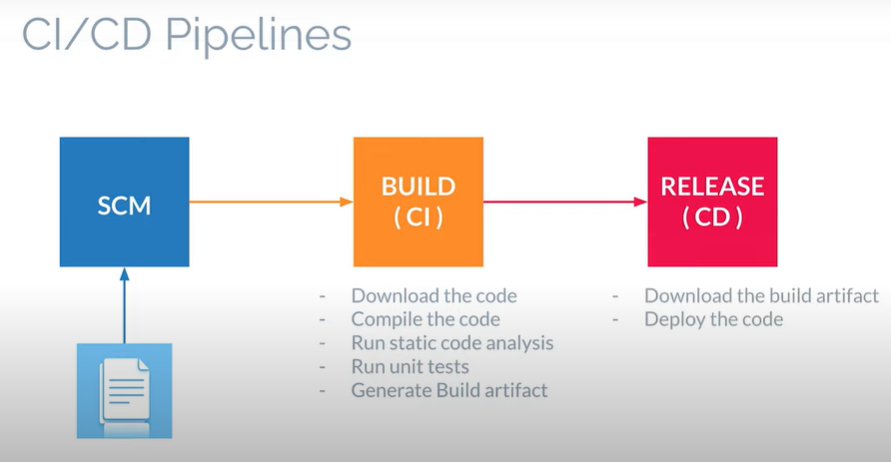 CI/CD Pipelines
SCM
BUILD
( CI )
- Download the code
- Compile the code
- Run static code analysis
- Run unit tests
- Generate Build artifact
RELEASE
( CD )
- Download the build artifact
- Deploy the code